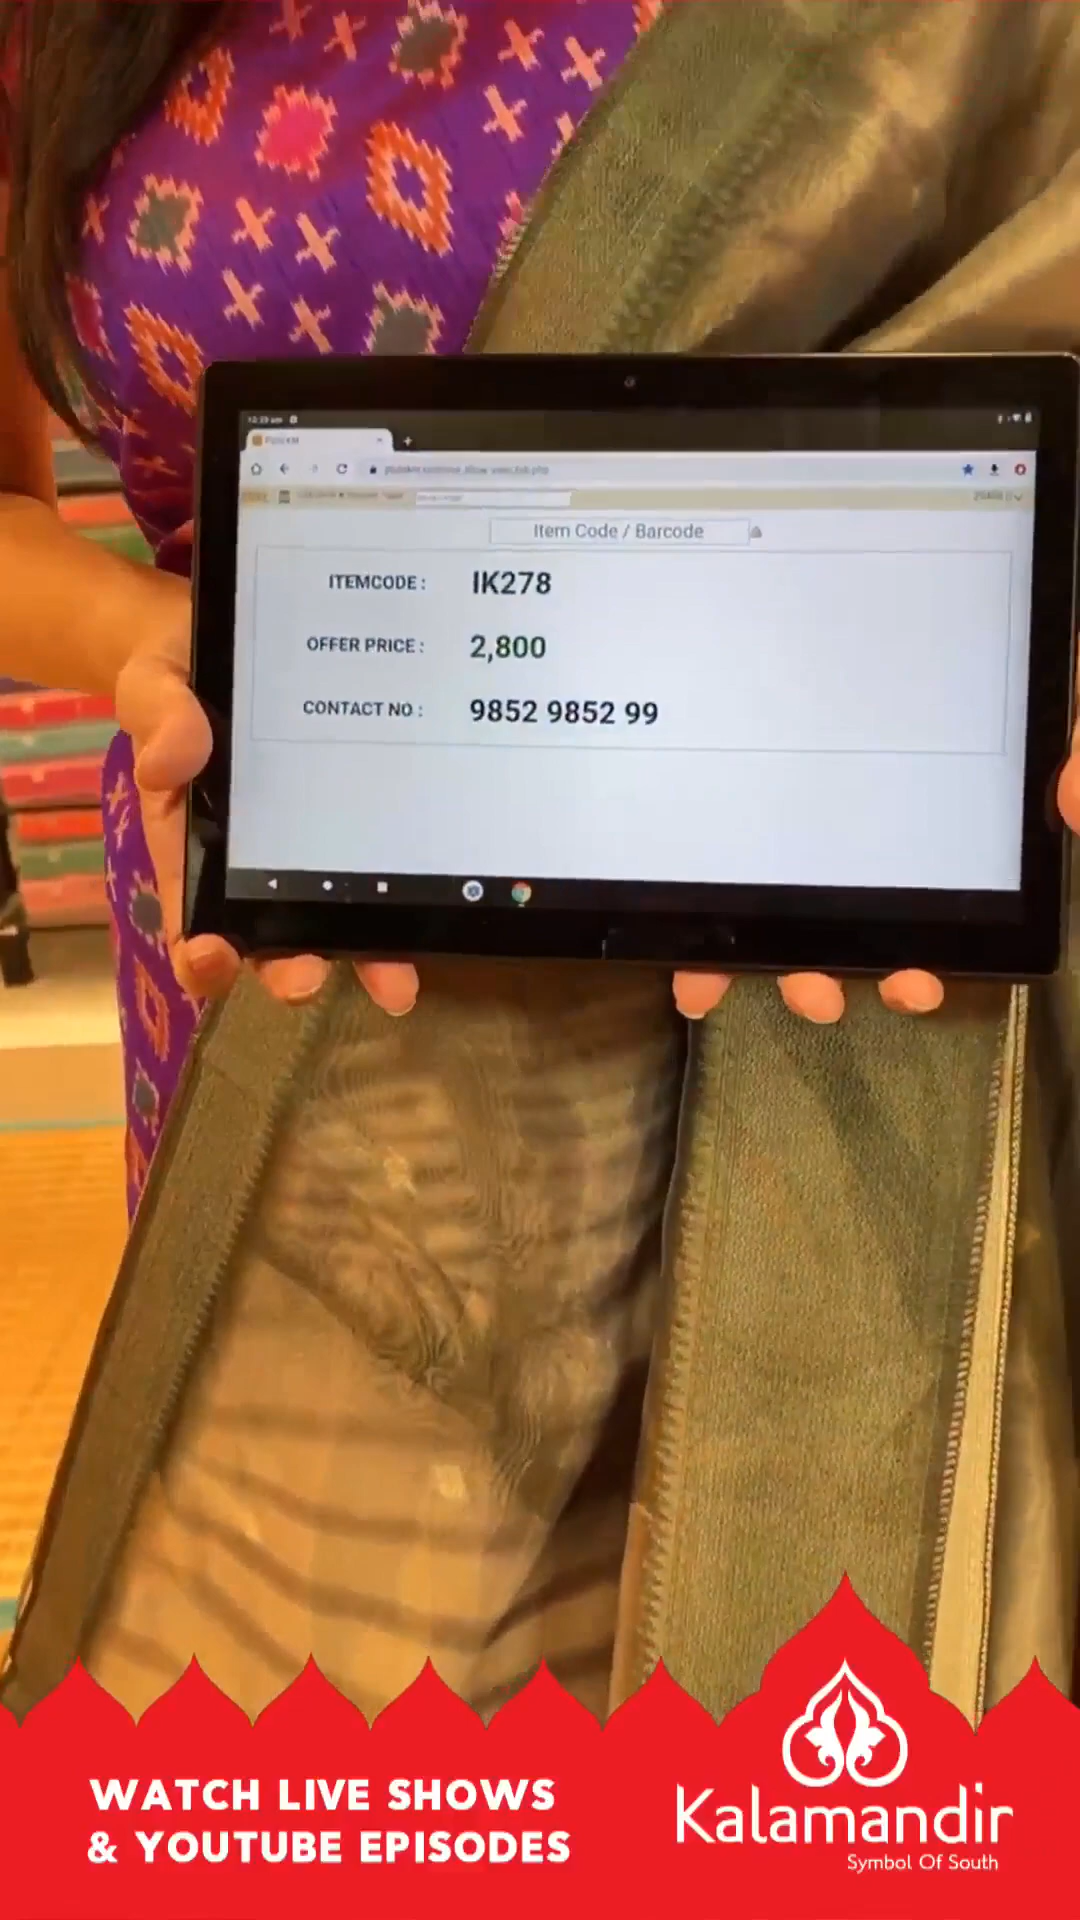 Item Code / Barcode
ITEMCODE : IK278
OFFER PRICE : 2,800
CONTACT NO : 9852 9852 99
WATCH LIVE SHOWS
& YOUTUBE EPISODES
Kalamandir
Symbol Of South